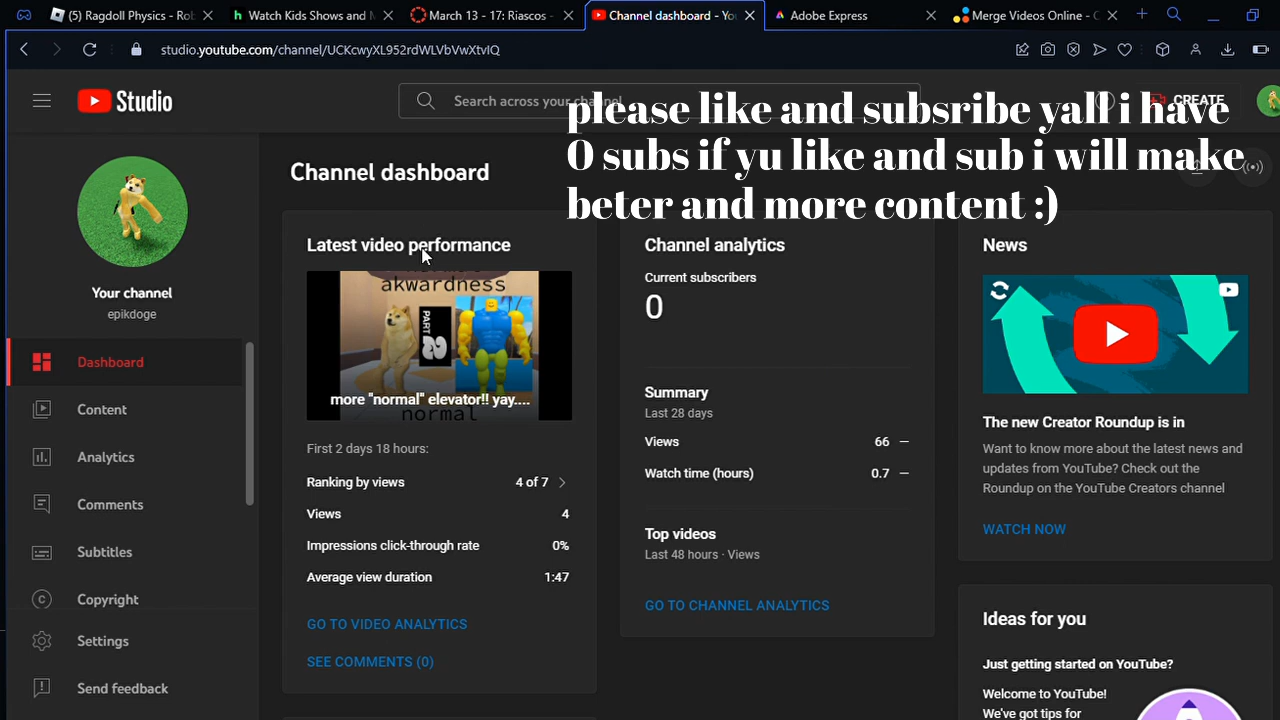 (5) Ragdoll Physics - Rob
Watch Kids Shows and M
March 13 - 17: Riascos -
Channel dashboard - You
Adobe Express
Merge Videos Online - C
studio.youtube.com/channel/UCKcwyXL952rdWLVbVwXtvIQ
Studio
Search across your channel
CREATE
please like and subsribe yall i have
0 subs if yu like and sub i will make
beter and more content :)
Your channel
epikdoge
Dashboard
Content
Analytics
Comments
Subtitles
Copyright
Settings
Send feedback
Channel dashboard
Latest video performance
akwardness
PART
2
more "normal" elevator!! yay....
normal
First 2 days 18 hours:
Ranking by views 4 of 7
Views 4
Impressions click-through rate 0%
Average view duration 1:47
GO TO VIDEO ANALYTICS
SEE COMMENTS (0)
Channel analytics
Current subscribers
0
Summary
Last 28 days
Views 66 —
Watch time (hours) 0.7 —
Top videos
Last 48 hours · Views
GO TO CHANNEL ANALYTICS
News
The new Creator Roundup is in
Want to know more about the latest news and
updates from YouTube? Check out the
Roundup on the YouTube Creators channel
WATCH NOW
Ideas for you
Just getting started on YouTube?
Welcome to YouTube!
We've got tips for